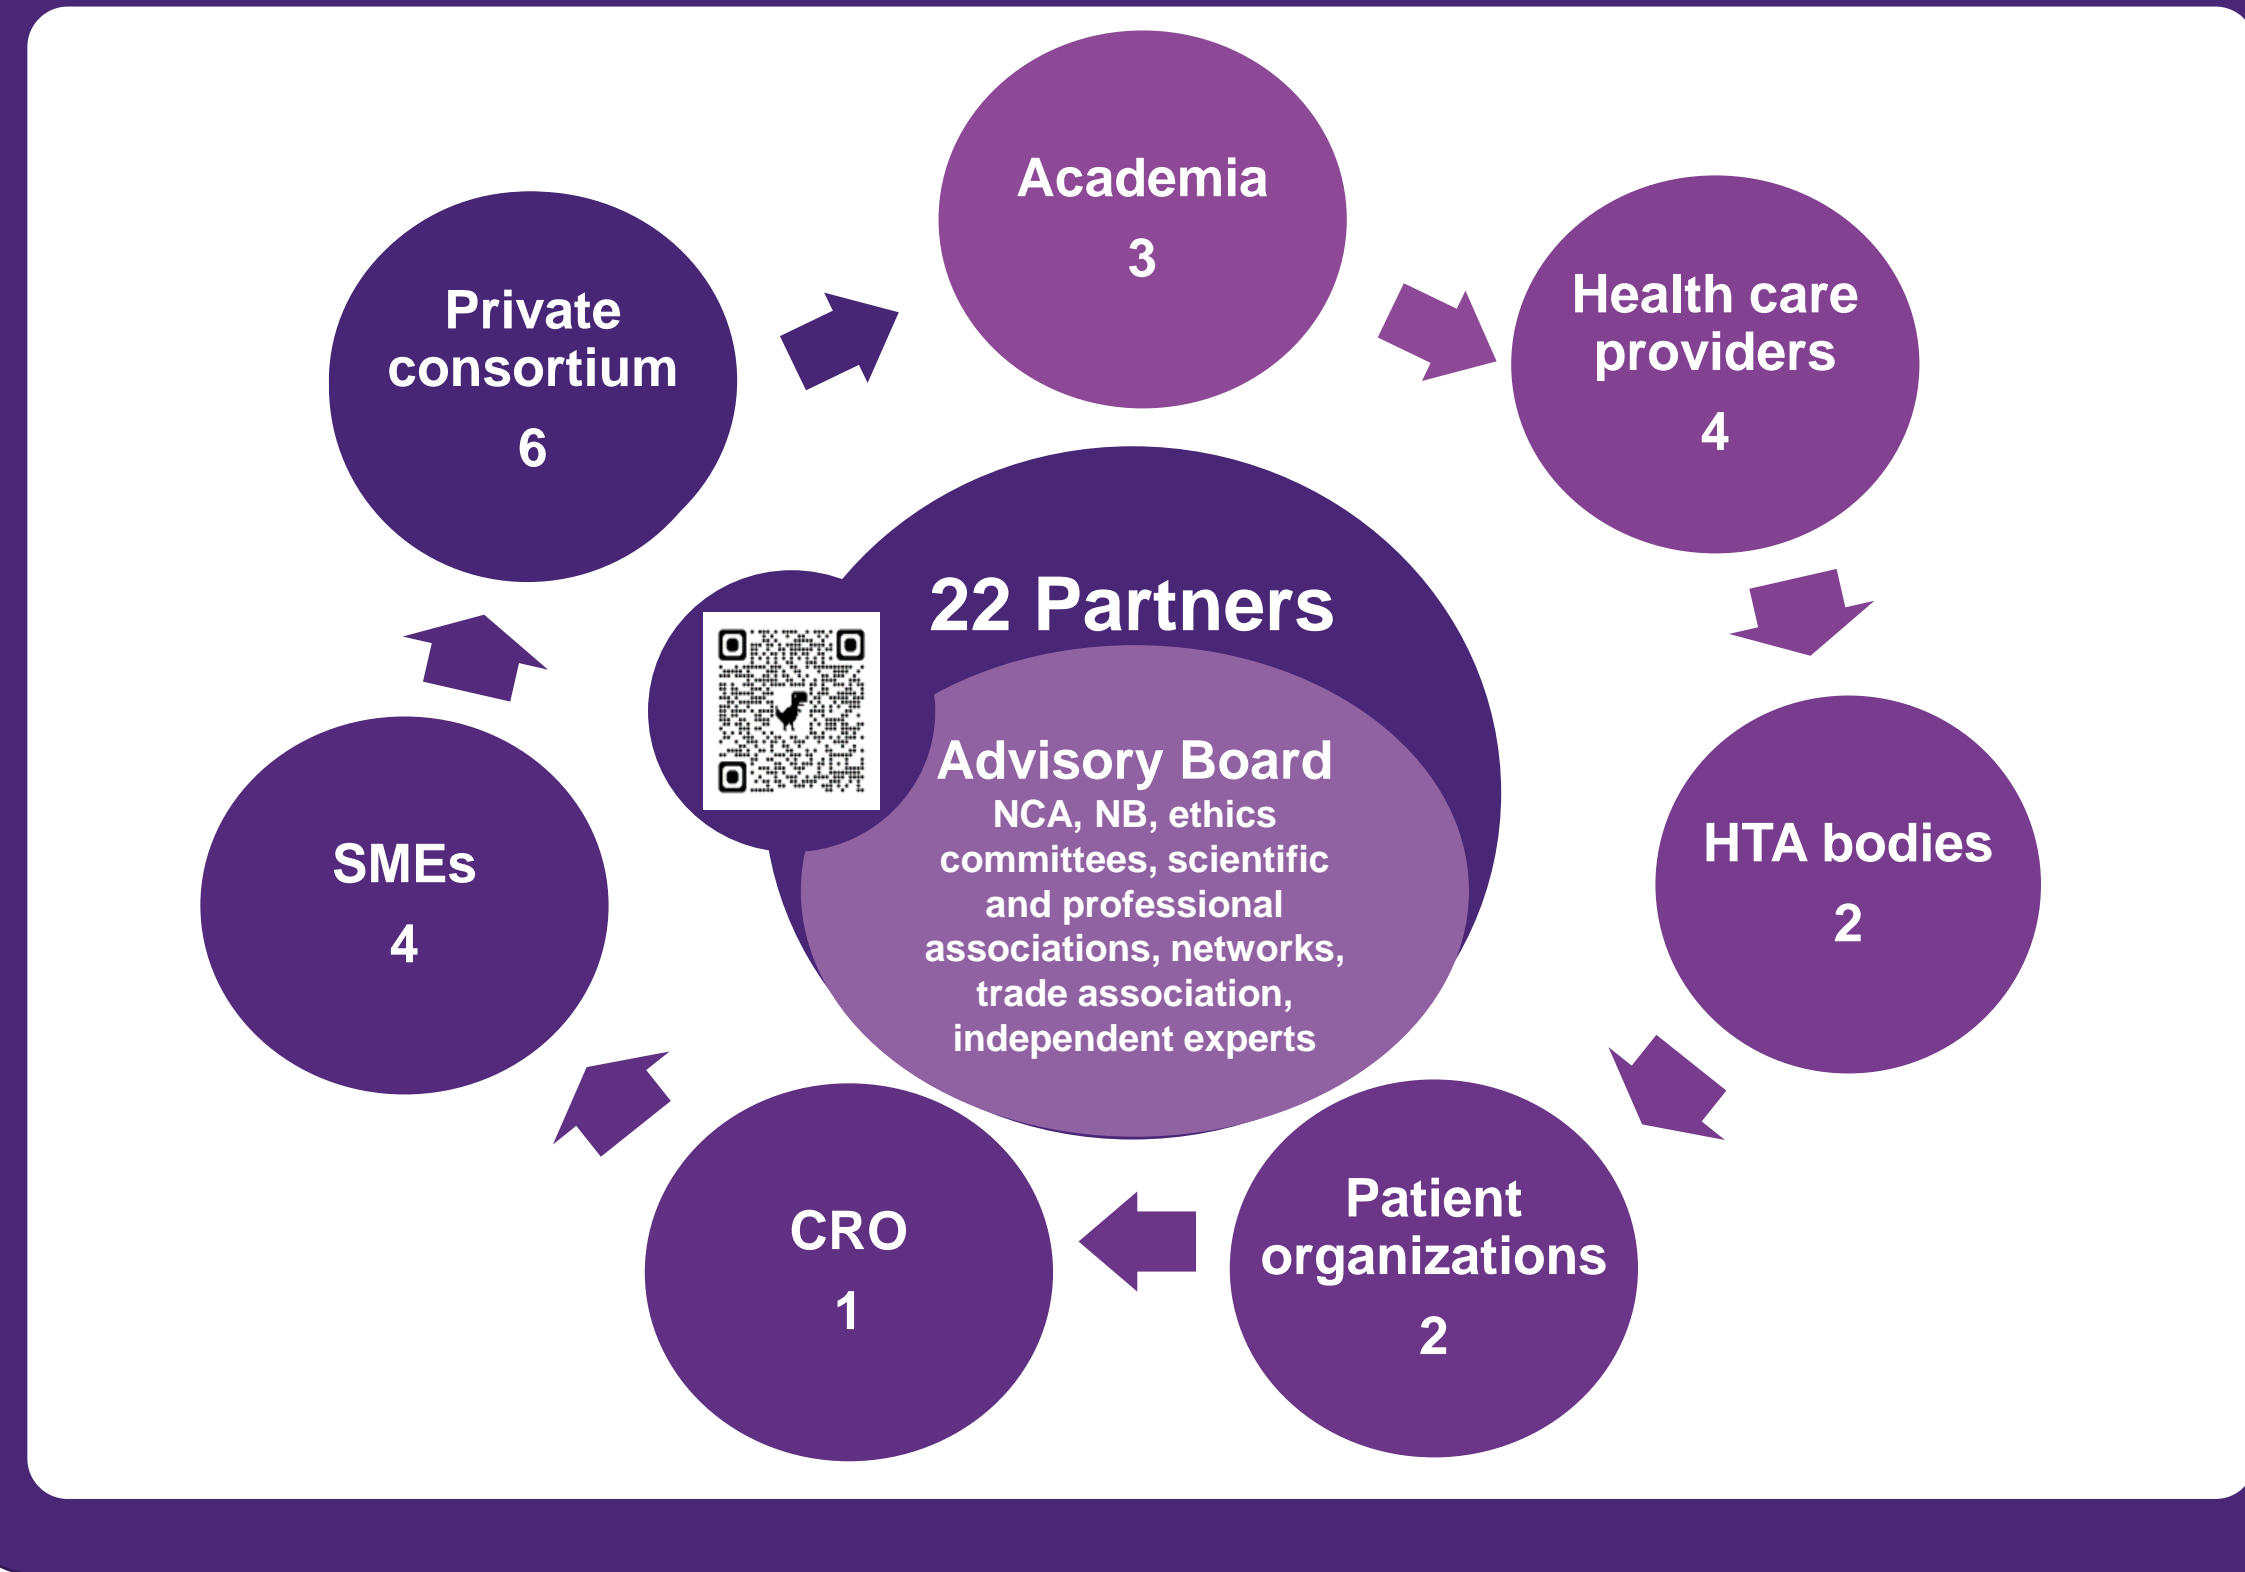 Academia
3
Health care
providers
4
HTA bodies
2
Patient
organizations
2
CRO
1
SMEs
4
Private
consortium
6
22 Partners
Advisory Board
NCA, NB, ethics
committees, scientific
and professional
associations, networks,
trade association,
independent experts